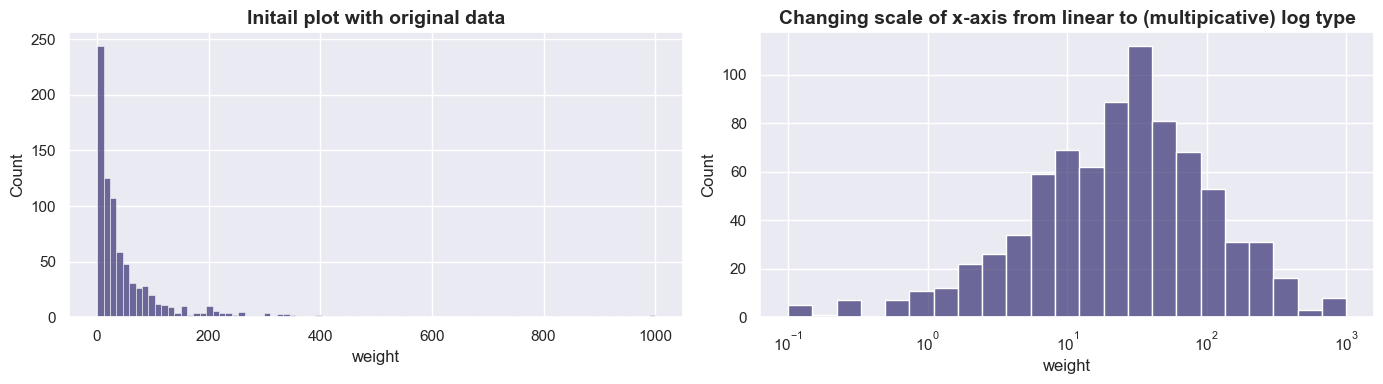 Initail plot with original data
250
200
150
100
50
0
Count
0 200 400 600 800 1000
weight
Changing scale of x-axis from linear to (multipicative) log type
100
80
60
40
20
0
Count
10⁻¹ 10⁰ 10¹ 10² 10³
weight